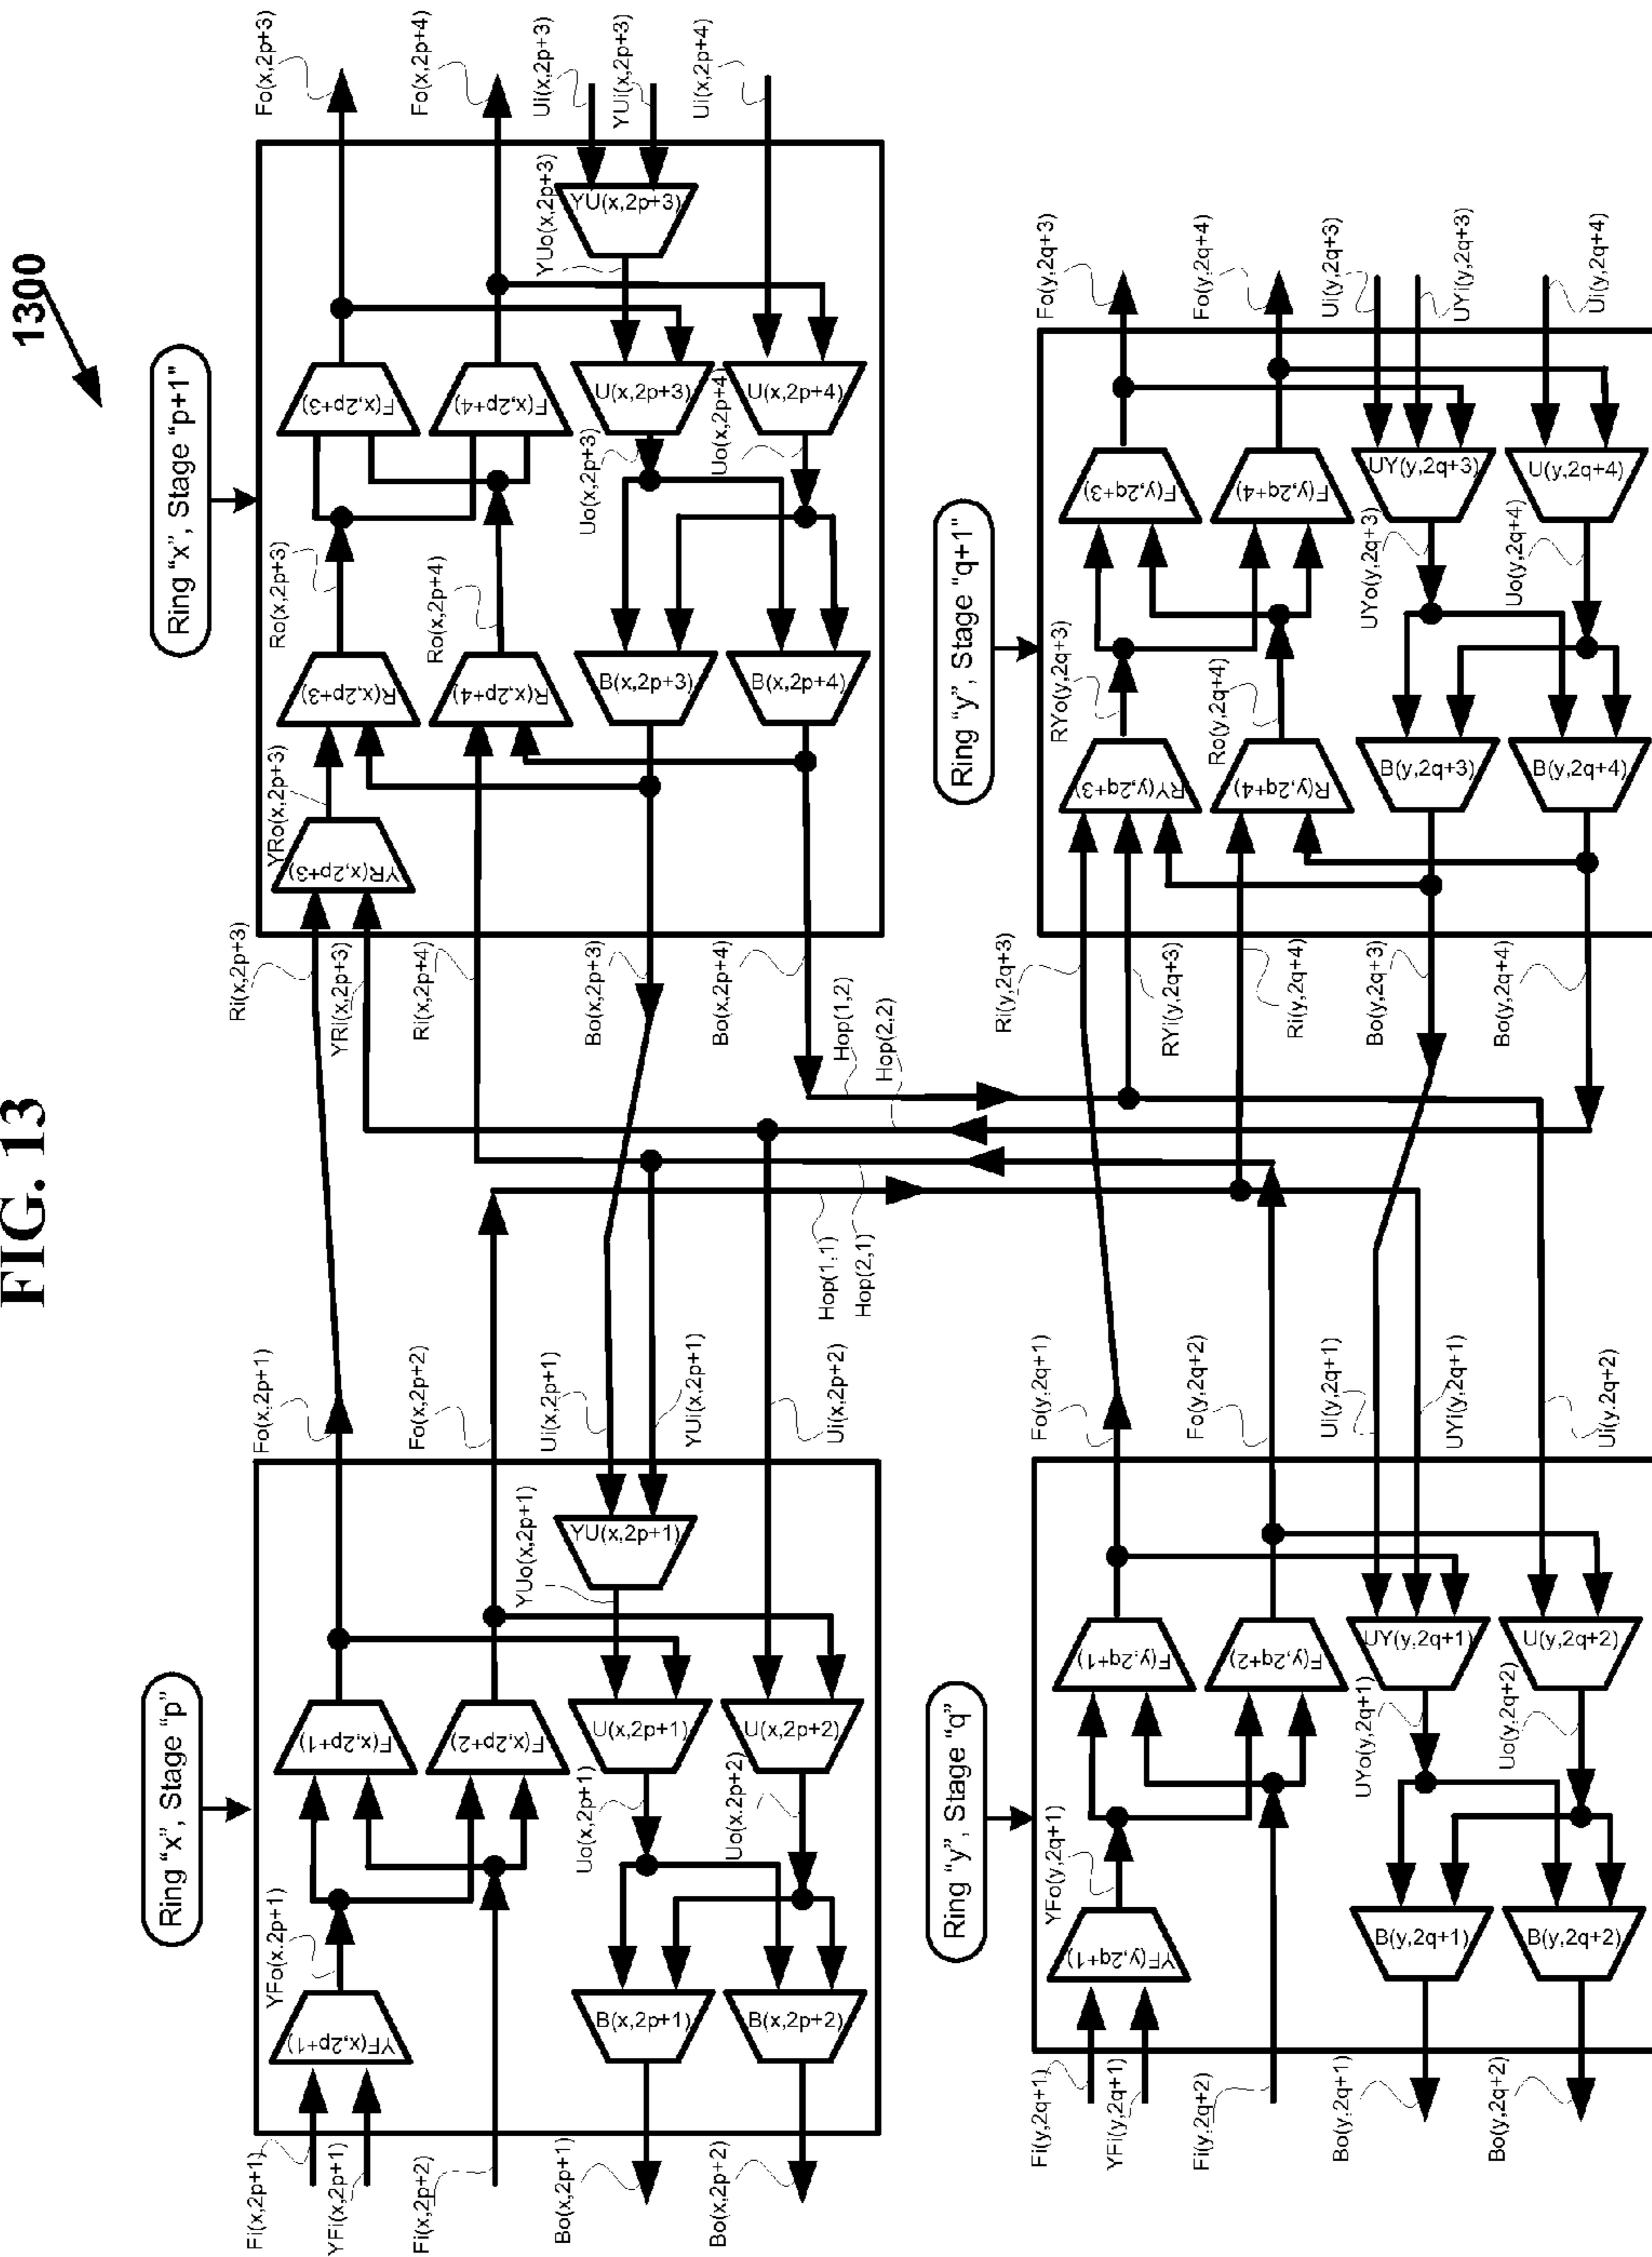 FIG. 13
1300
Ring "x", Stage "p"
Fi(x,2p+1)
YFi(x,2p+1)
Fi(x,2p+2)
Bo(x,2p+1)
Bo(x,2p+2)
YF(x,2p+1)
YFo(x,2p+1)
F(x,2p+1)
F(x,2p+2)
YUo(x,2p+1)
YU(x,2p+1)
U(x,2p+1)
U(x,2p+2)
Uo(x,2p+1)
Uo(x,2p+2)
B(x,2p+1)
B(x,2p+2)
Fo(x,2p+1)
Fo(x,2p+2)
Ui(x,2p+1)
YUi(x,2p+1)
Ui(x,2p+2)
Hop(1,1)
Hop(2,1)
Hop(1,2)
Hop(2,2)
Ring "x", Stage "p+1"
Ri(x,2p+3)
YRi(x,2p+3)
Ri(x,2p+4)
Bo(x,2p+3)
Bo(x,2p+4)
YR(x,2p+3)
YRo(x,2p+3)
R(x,2p+3)
R(x,2p+4)
Ro(x,2p+3)
Ro(x,2p+4)
F(x,2p+3)
F(x,2p+4)
YUo(x,2p+3)
YU(x,2p+3)
U(x,2p+3)
U(x,2p+4)
Uo(x,2p+3)
Uo(x,2p+4)
B(x,2p+3)
B(x,2p+4)
Fo(x,2p+3)
Fo(x,2p+4)
Ui(x,2p+3)
YUi(x,2p+3)
Ui(x,2p+4)
Ring "y", Stage "q"
Fi(y,2q+1)
YFi(y,2q+1)
Fi(y,2q+2)
Bo(y,2q+1)
Bo(y,2q+2)
YF(y,2q+1)
YFo(y,2q+1)
F(y,2q+1)
F(y,2q+2)
UY(y,2q+1)
U(y,2q+2)
UYo(y,2q+1)
Uo(y,2q+2)
B(y,2q+1)
B(y,2q+2)
Fo(y,2q+1)
Fo(y,2q+2)
Ui(y,2q+1)
UYi(y,2q+1)
Ui(y,2q+2)
Ring "y", Stage "q+1"
Ri(y,2q+3)
RYi(y,2q+3)
Ri(y,2q+4)
Bo(y,2q+3)
Bo(y,2q+4)
RY(y,2q+3)
R(y,2q+4)
RYo(y,2q+3)
Ro(y,2q+4)
F(y,2q+3)
F(y,2q+4)
UY(y,2q+3)
U(y,2q+4)
UYo(y,2q+3)
Uo(y,2q+4)
B(y,2q+3)
B(y,2q+4)
Fo(y,2q+3)
Fo(y,2q+4)
Ui(y,2q+3)
UYi(y,2q+3)
Ui(y,2q+4)